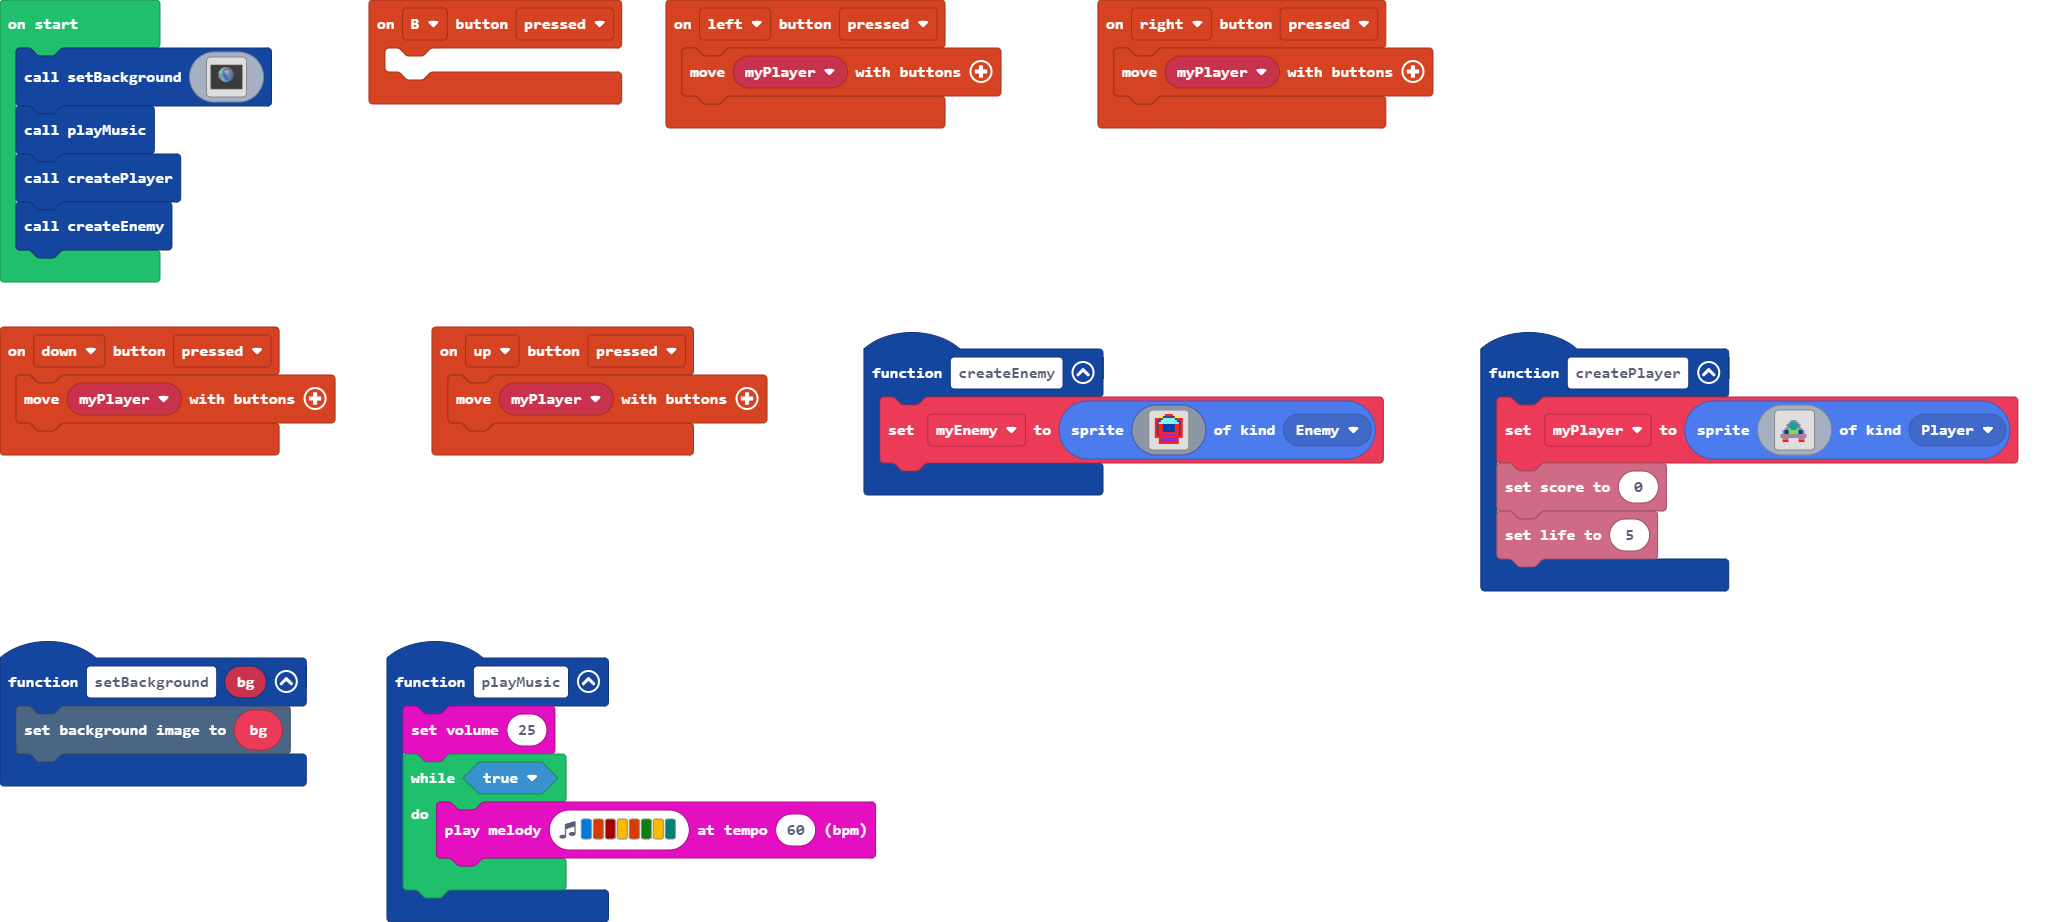 on start
call setBackground
call playMusic
call createPlayer
call createEnemy
on B button pressed
on left button pressed
move myPlayer with buttons
on right button pressed
move myPlayer with buttons
on down button pressed
move myPlayer with buttons
on up button pressed
move myPlayer with buttons
function createEnemy
set myEnemy to sprite of kind Enemy
function createPlayer
set myPlayer to sprite of kind Player
set score to 0
set life to 5
function setBackground bg
set background image to bg
function playMusic
set volume 25
while true
do
play melody at tempo 60 (bpm)